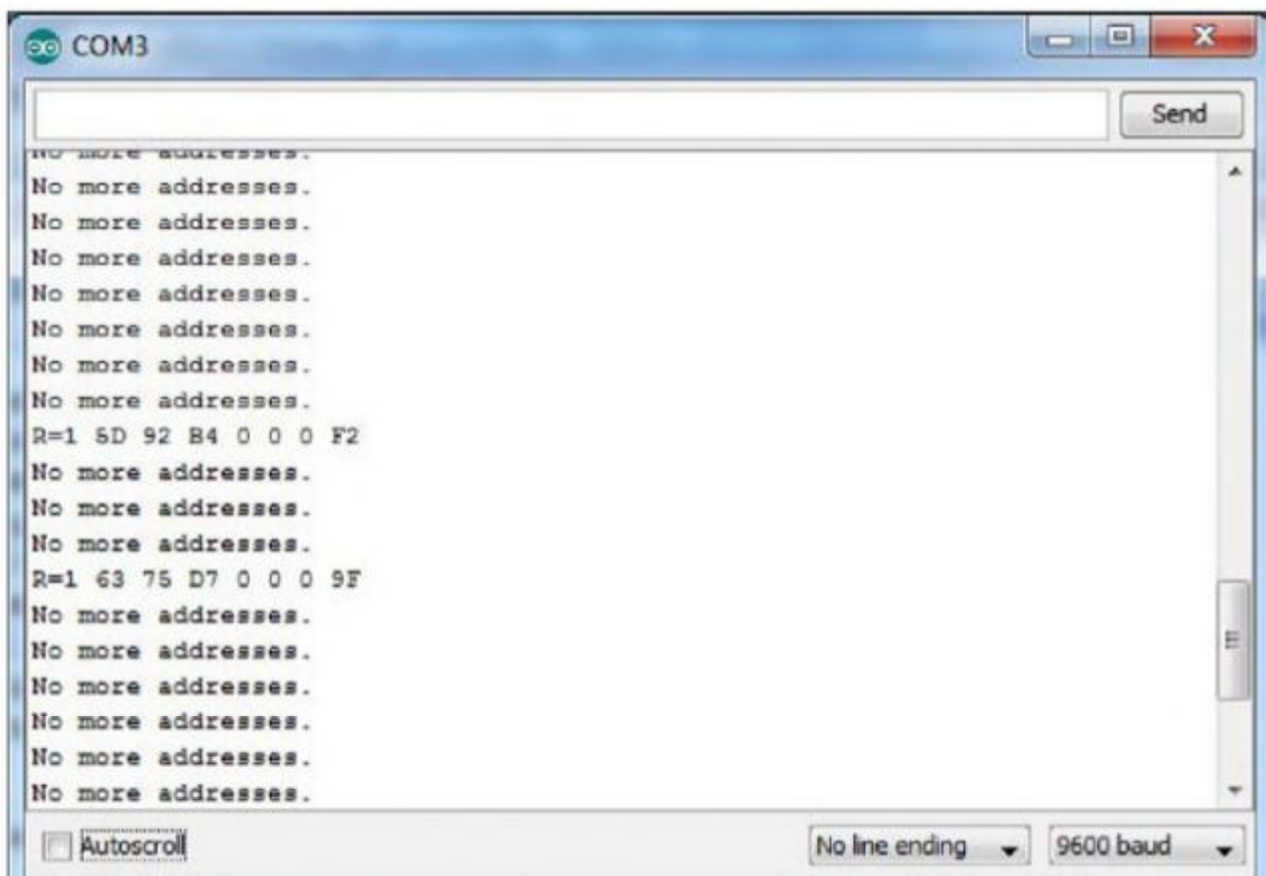 COM3
Send
No more addresses.
No more addresses.
No more addresses.
No more addresses.
No more addresses.
No more addresses.
No more addresses.
No more addresses.
R=1 5D 92 B4 0 0 0 F2
No more addresses.
No more addresses.
No more addresses.
R=1 63 75 D7 0 0 0 9F
No more addresses.
No more addresses.
No more addresses.
No more addresses.
No more addresses.
No more addresses.
Autoscroll
No line ending
9600 baud